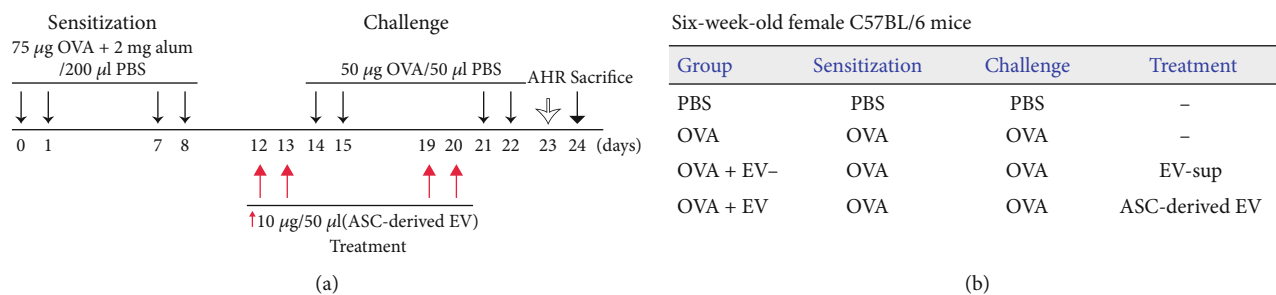 Sensitization
75 μg OVA + 2 mg alum
/200 μl PBS
Challenge
50 μg OVA/50 μl PBS
AHR Sacrifice
0 1 7 8 12 13 14 15 19 20 21 22 23 24 (days)
↑10 μg/50 μl(ASC-derived EV)
Treatment
(a)
Six-week-old female C57BL/6 mice
Group Sensitization Challenge Treatment
PBS PBS PBS –
OVA OVA OVA –
OVA + EV– OVA OVA EV-sup
OVA + EV OVA OVA ASC-derived EV
(b)